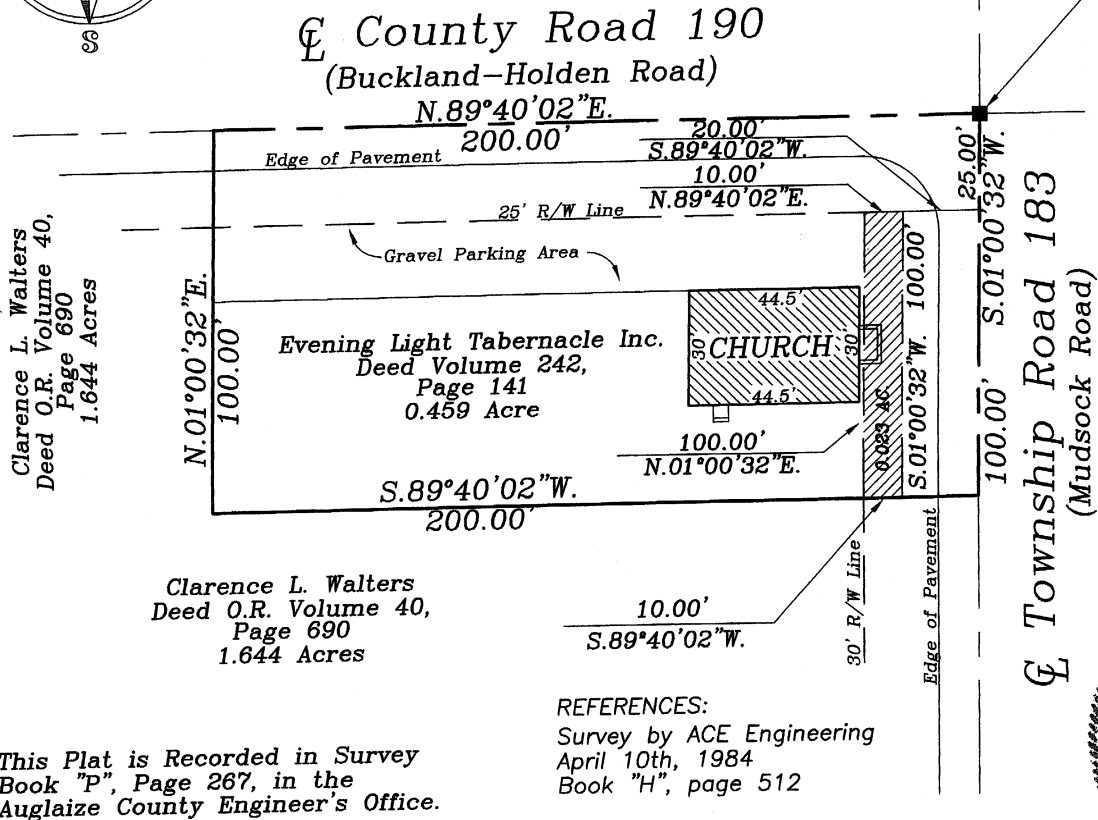 S
℄ County Road 190
(Buckland-Holden Road)
N.89°40'02"E.
200.00'
20.00'
S.89°40'02"W.
Edge of Pavement
10.00'
N.89°40'02"E.
25' R/W Line
Gravel Parking Area
25.00'
S.01°00'32"W.
100.00'
℄ Township Road 183
(Mudsock Road)
Clarence L. Walters
Deed O.R. Volume 40,
Page 690
1.644 Acres
N.01°00'32"E.
100.00'
Evening Light Tabernacle Inc.
Deed Volume 242,
Page 141
0.459 Acre
44.5'
30'
CHURCH
30'
44.5'
0.023 AC.
100.00'
S.01°00'32"W.
100.00'
N.01°00'32"E.
S.89°40'02"W.
200.00'
Clarence L. Walters
Deed O.R. Volume 40,
Page 690
1.644 Acres
10.00'
S.89°40'02"W.
30' R/W Line
Edge of Pavement
REFERENCES:
Survey by ACE Engineering
April 10th, 1984
Book "H", page 512
This Plat is Recorded in Survey
Book "P", Page 267, in the
Auglaize County Engineer's Office.